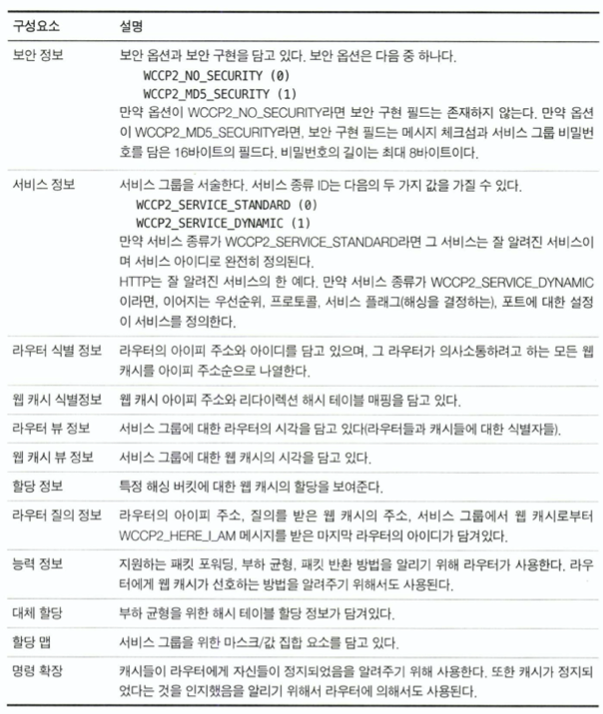 구성요소 설명
보안 정보 보안 옵션과 보안 구현을 담고 있다. 보안 옵션은 다음 중 하나다.
WCCP2_NO_SECURITY (0)
WCCP2_MD5_SECURITY (1)
만약 옵션이 WCCP2_NO_SECURITY라면 보안 구현 필드는 존재하지 않는다. 만약 옵션
이 WCCP2_MD5_SECURITY라면, 보안 구현 필드는 메시지 체크섬과 서비스 그룹 비밀번
호를 담은 16바이트의 필드다. 비밀번호의 길이는 최대 8바이트이다.
서비스 정보 서비스 그룹을 서술한다. 서비스 종류 ID는 다음의 두 가지 값을 가질 수 있다.
WCCP2_SERVICE_STANDARD (0)
WCCP2_SERVICE_DYNAMIC (1)
만약 서비스 종류가 WCCP2_SERVICE_STANDARD라면 그 서비스는 잘 알려진 서비스이
며 서비스 아이디로 완전히 정의된다.
HTTP는 잘 알려진 서비스의 한 예다. 만약 서비스 종류가 WCCP2_SERVICE_DYNAMIC
이라면, 이어지는 우선순위, 프로토콜, 서비스 플래그(해싱을 결정하는), 포트에 대한 설정
이 서비스를 정의한다.
라우터 식별 정보 라우터의 아이피 주소와 아이디를 담고 있으며, 그 라우터가 의사소통하려고 하는 모든 웹
캐시를 아이피 주소순으로 나열한다.
웹 캐시 식별정보 웹 캐시 아이피 주소와 리다이렉션 해시 테이블 매핑을 담고 있다.
라우터 뷰 정보 서비스 그룹에 대한 라우터의 시각을 담고 있다(라우터들과 캐시들에 대한 식별자들).
웹 캐시 뷰 정보 서비스 그룹에 대한 웹 캐시의 시각을 담고 있다.
할당 정보 특정 해싱 버킷에 대한 웹 캐시의 할당을 보여준다.
라우터 질의 정보 라우터의 아이피 주소, 질의를 받은 웹 캐시의 주소, 서비스 그룹에서 웹 캐시로부터
WCCP2_HERE_I_AM 메시지를 받은 마지막 라우터의 아이디가 담겨있다.
능력 정보 지원하는 패킷 포워딩, 부하 균형, 패킷 반환 방법을 알리기 위해 라우터가 사용한다. 라우
터에게 웹 캐시가 선호하는 방법을 알려주기 위해서도 사용된다.
대체 할당 부하 균형을 위한 해시 테이블 할당 정보가 담겨있다.
할당 맵 서비스 그룹을 위한 마스크/값 집합 요소를 담고 있다.
명령 확장 캐시들이 라우터에게 자신들이 정지되었음을 알려주기 위해 사용한다. 또한 캐시가 정지되
었다는 것을 인지했음을 알리기 위해서 라우터에 의해서도 사용된다.